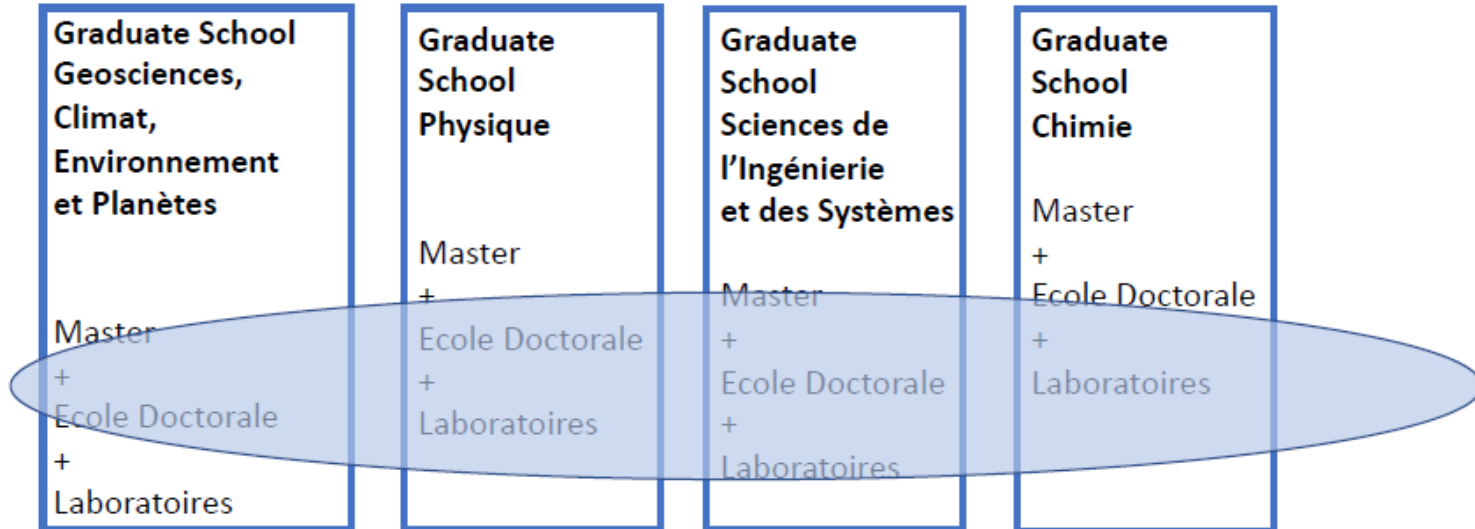 Graduate School
Geosciences,
Climat,
Environnement
et Planètes
Master
+
Ecole Doctorale
+
Laboratoires
Graduate
School
Physique
Master
+
Ecole Doctorale
+
Laboratoires
Graduate
School
Sciences de
l’Ingénierie
et des Systèmes
Master
+
Ecole Doctorale
+
Laboratoires
Graduate
School
Chimie
Master
+
Ecole Doctorale
+
Laboratoires